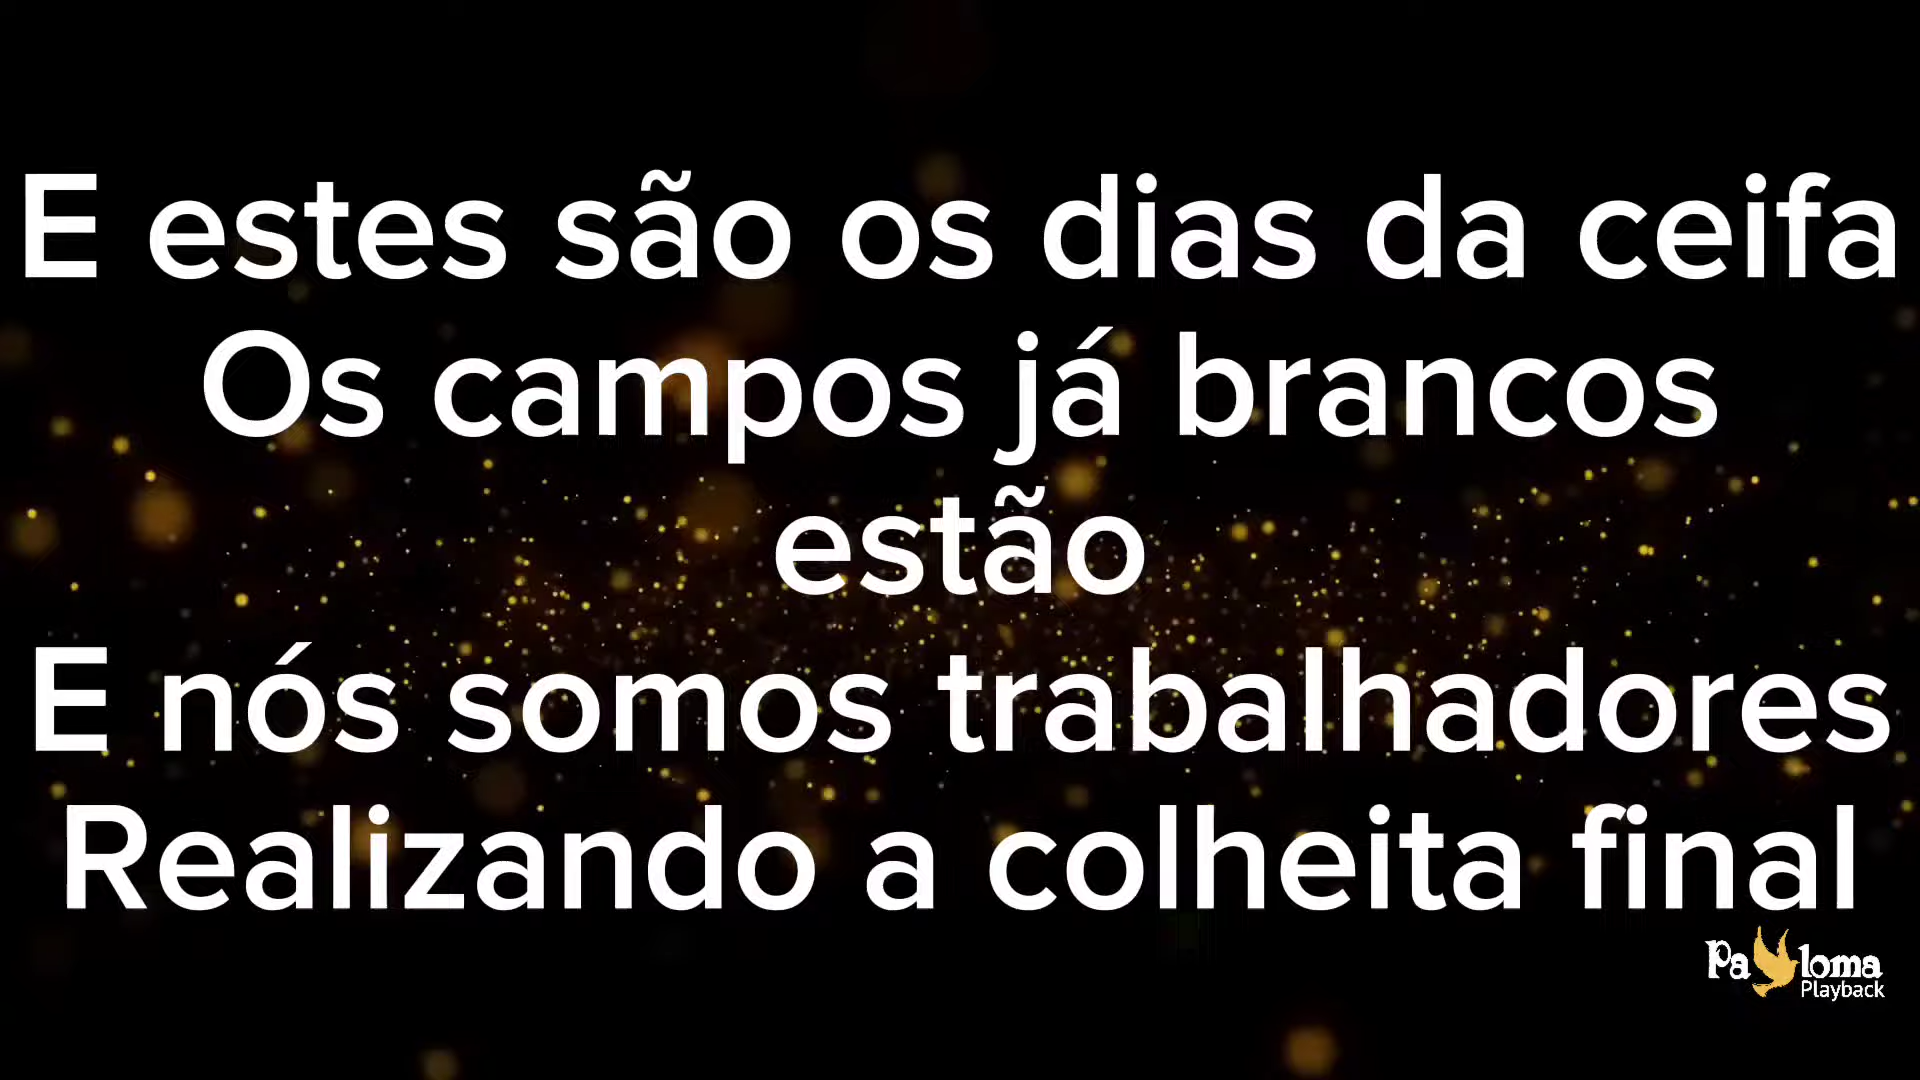 E estes são os dias da ceifa
Os campos já brancos
estão
E nós somos trabalhadores
Realizando a colheita final
Paloma
Playback